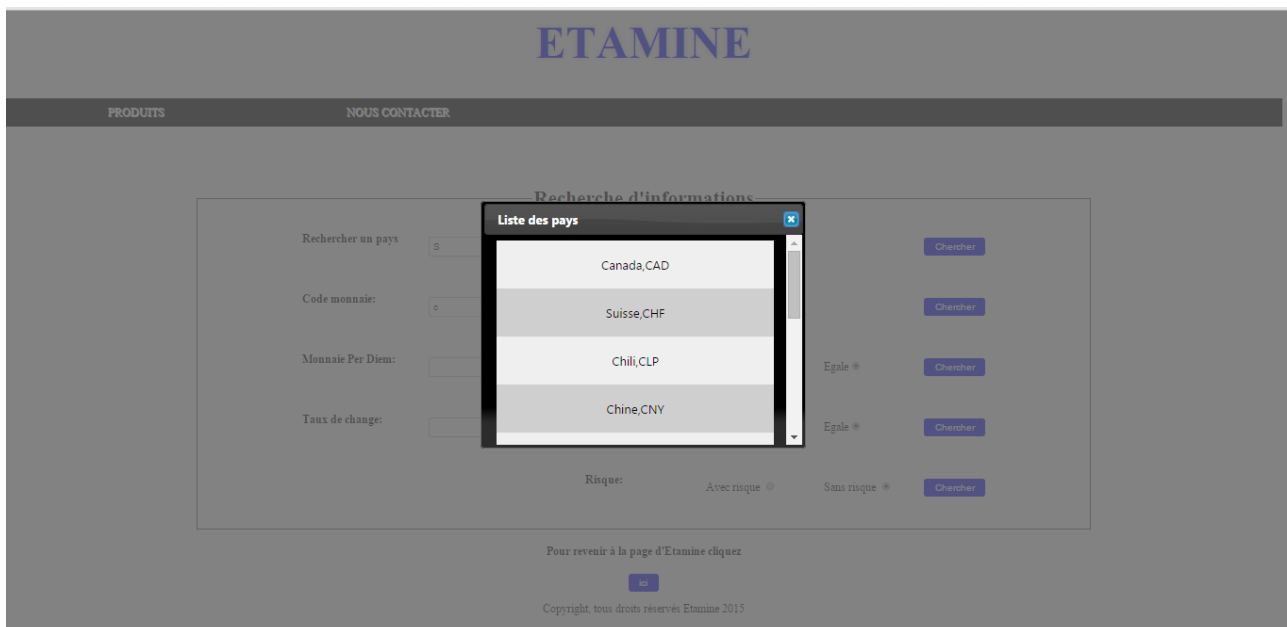 ETAMINE
PRODUITS NOUS CONTACTER
Recherche d'informations
Liste des pays
Rechercher un pays S Chercher
Canada,CAD
Code monnaie: c Chercher
Suisse,CHF
Monnaie Per Diem: Egale Chercher
Chili,CLP
Chine,CNY
Taux de change: Egale Chercher
Risque: Avec risque Sans risque Chercher
Pour revenir à la page d'Etamine cliquez
ici
Copyright, tous droits réservés Etamine 2015